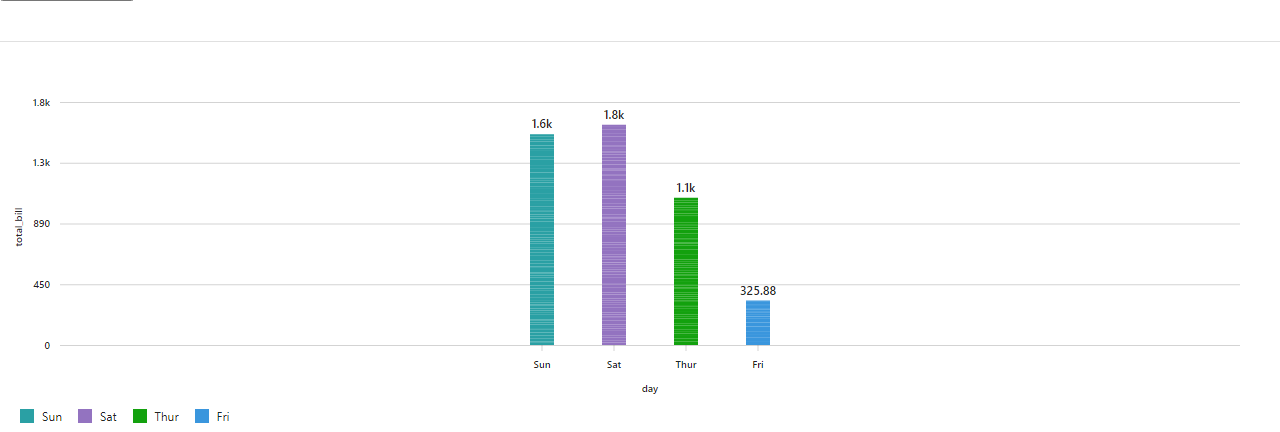 1.8k
1.3k
890
450
0
total_bill
1.6k
1.8k
1.1k
325.88
Sun Sat Thur Fri
day
Sun Sat Thur Fri